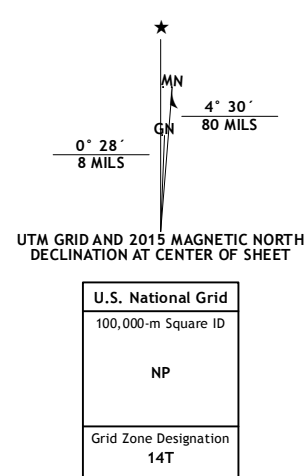 ★
MN
4° 30´
80 MILS
GN
0° 28´
8 MILS
UTM GRID AND 2015 MAGNETIC NORTH
DECLINATION AT CENTER OF SHEET
U.S. National Grid
100,000-m Square ID
NP
Grid Zone Designation
14T